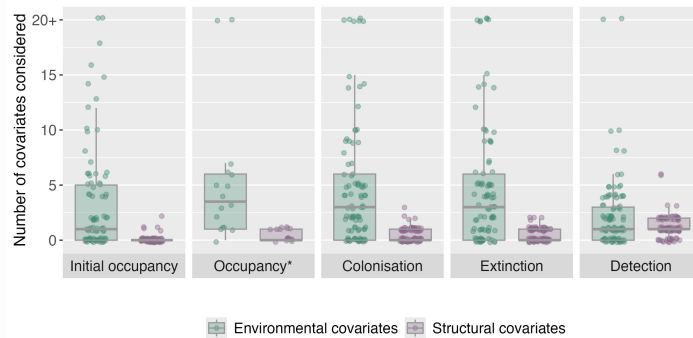 Number of covariates considered
20+
15
10
5
0
Initial occupancy
Occupancy*
Colonisation
Extinction
Detection
Environmental covariates
Structural covariates